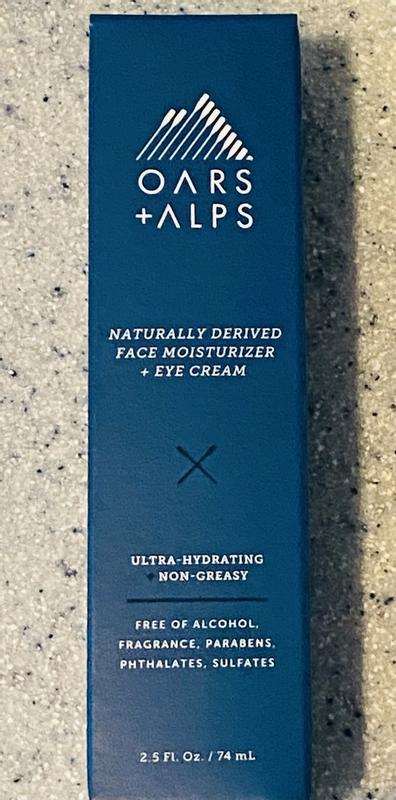 OARS
+ALPS
NATURALLY DERIVED
FACE MOISTURIZER
+ EYE CREAM
ULTRA-HYDRATING
NON-GREASY
FREE OF ALCOHOL,
FRAGRANCE, PARABENS,
PHTHALATES, SULFATES
2.5 Fl. Oz. / 74 mL